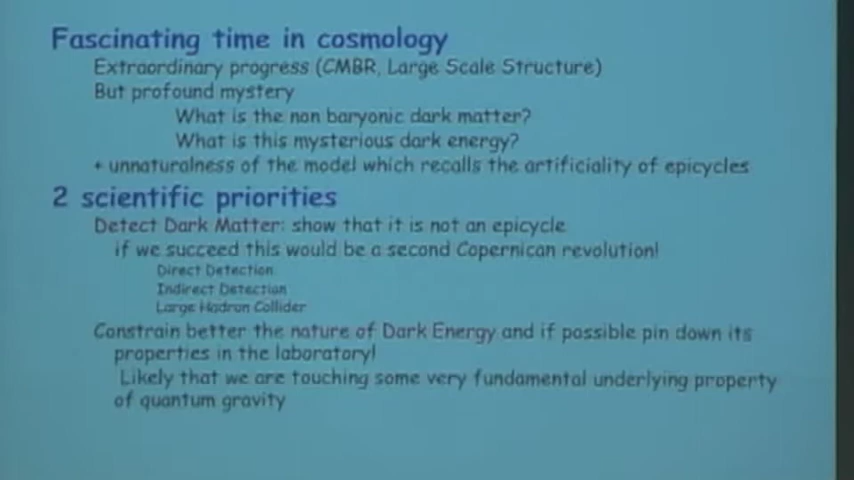 Fascinating time in cosmology
Extraordinary progress (CMBR, Large Scale Structure)
But profound mystery
What is the non baryonic dark matter?
What is this mysterious dark energy?
+ unnaturalness of the model which recalls the artificiality of epicycles
2 scientific priorities
Detect Dark Matter: show that it is not an epicycle
if we succeed this would be a second Copernican revolution!
Direct Detection
Indirect Detection
Large Hadron Collider
Constrain better the nature of Dark Energy and if possible pin down its
properties in the laboratory!
Likely that we are touching some very fundamental underlying property
of quantum gravity